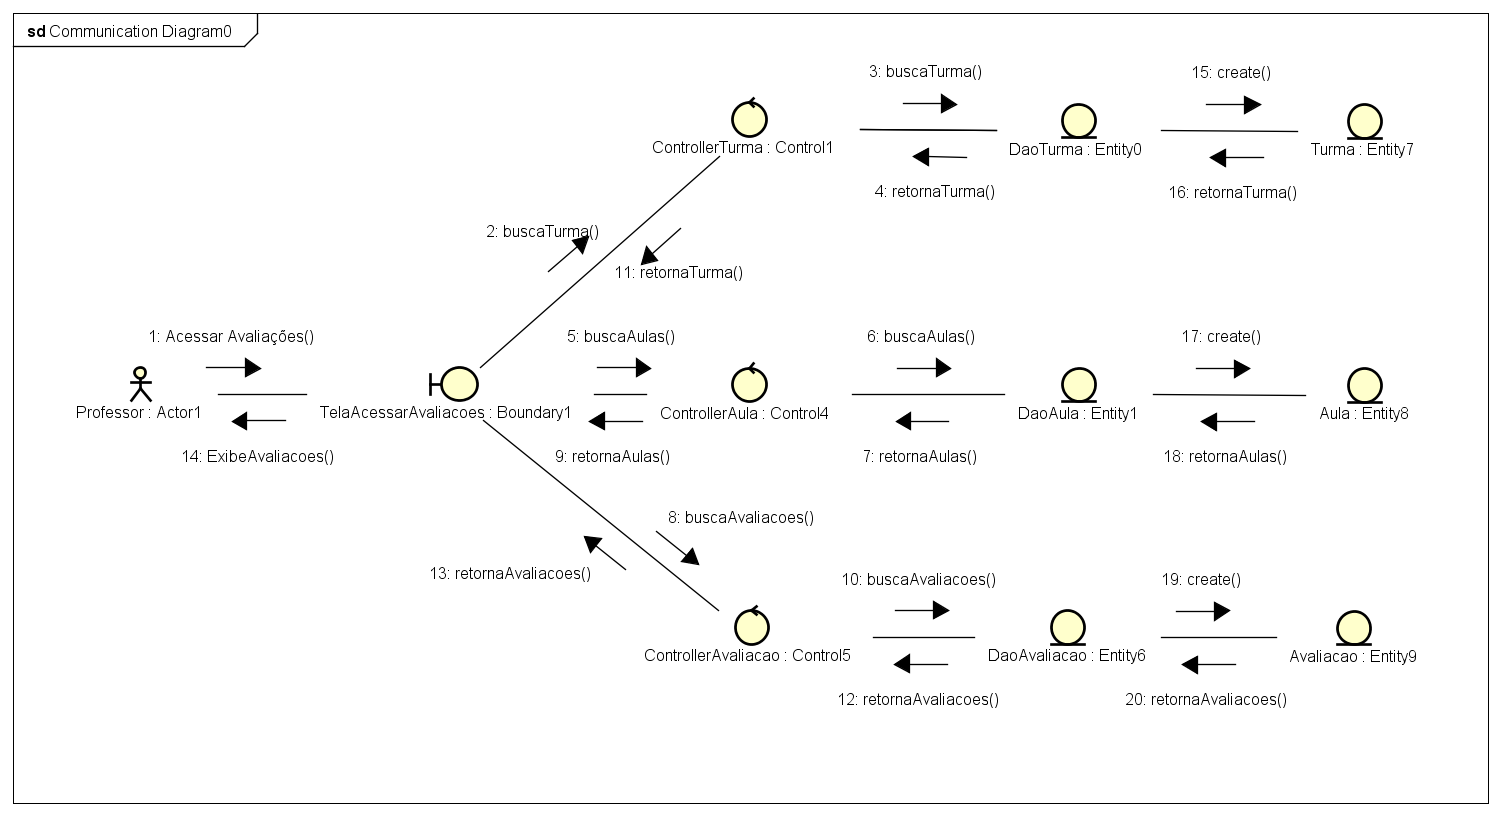 sd Communication Diagram0
3: buscaTurma()
15: create()
ControllerTurma : Control1
DaoTurma : Entity0
Turma : Entity7
4: retornaTurma()
16: retornaTurma()
2: buscaTurma()
11: retornaTurma()
1: Acessar Avaliações()
5: buscaAulas()
6: buscaAulas()
17: create()
Professor : Actor1
TelaAcessarAvaliacoes : Boundary1
ControllerAula : Control4
DaoAula : Entity1
Aula : Entity8
14: ExibeAvaliacoes()
9: retornaAulas()
7: retornaAulas()
18: retornaAulas()
8: buscaAvaliacoes()
13: retornaAvaliacoes()
10: buscaAvaliacoes()
19: create()
ControllerAvaliacao : Control5
DaoAvaliacao : Entity6
Avaliacao : Entity9
12: retornaAvaliacoes()
20: retornaAvaliacoes()